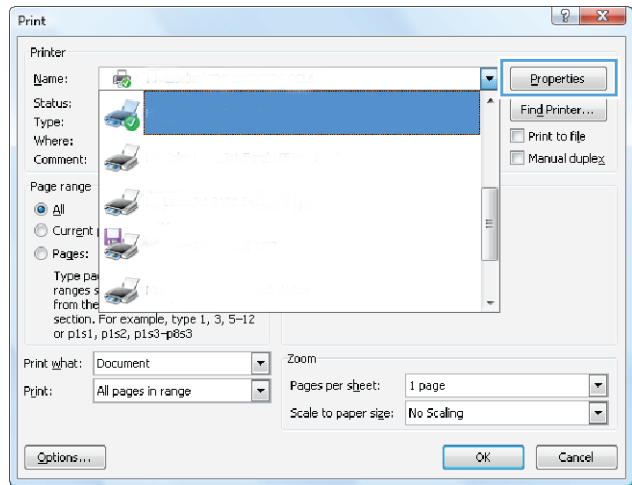 Print
Printer
Name:
Properties
Status:
Find Printer...
Type:
Where:
Print to file
Comment:
Manual duplex
Page range
All
Current
Pages:
Type
ranges
from the
section. For example, type 1, 3, 5–12
or p1s1, p1s2, p1s3–p8s3
Print what: Document
Print: All pages in range
Zoom
Pages per sheet: 1 page
Scale to paper size: No Scaling
Options...
OK
Cancel